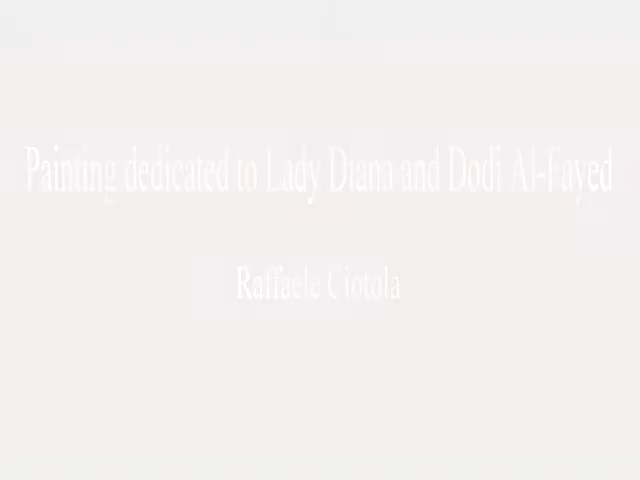 Painting dedicated to Lady Diana and Dodi Al-Fayed
Raffaele Ciotola